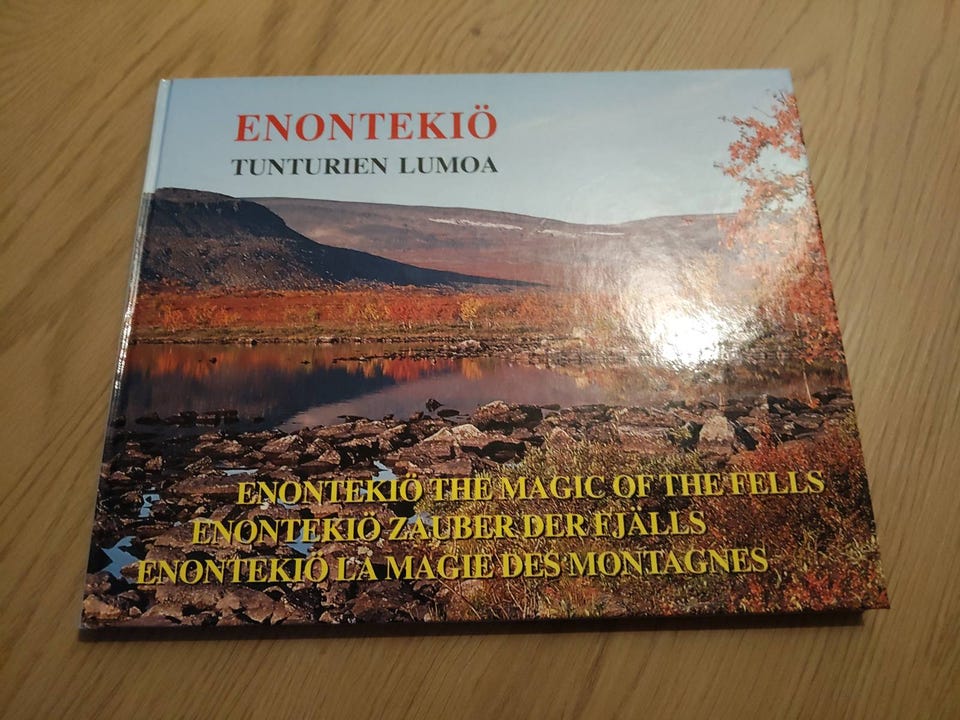 ENONTEKIÖ
TUNTURIEN LUMOA
ENONTEKIÖ THE MAGIC OF THE FELLS
ENONTEKIÖ ZAUBER DER FJÄLLS
ENONTEKIÖ LA MAGIE DES MONTAGNES